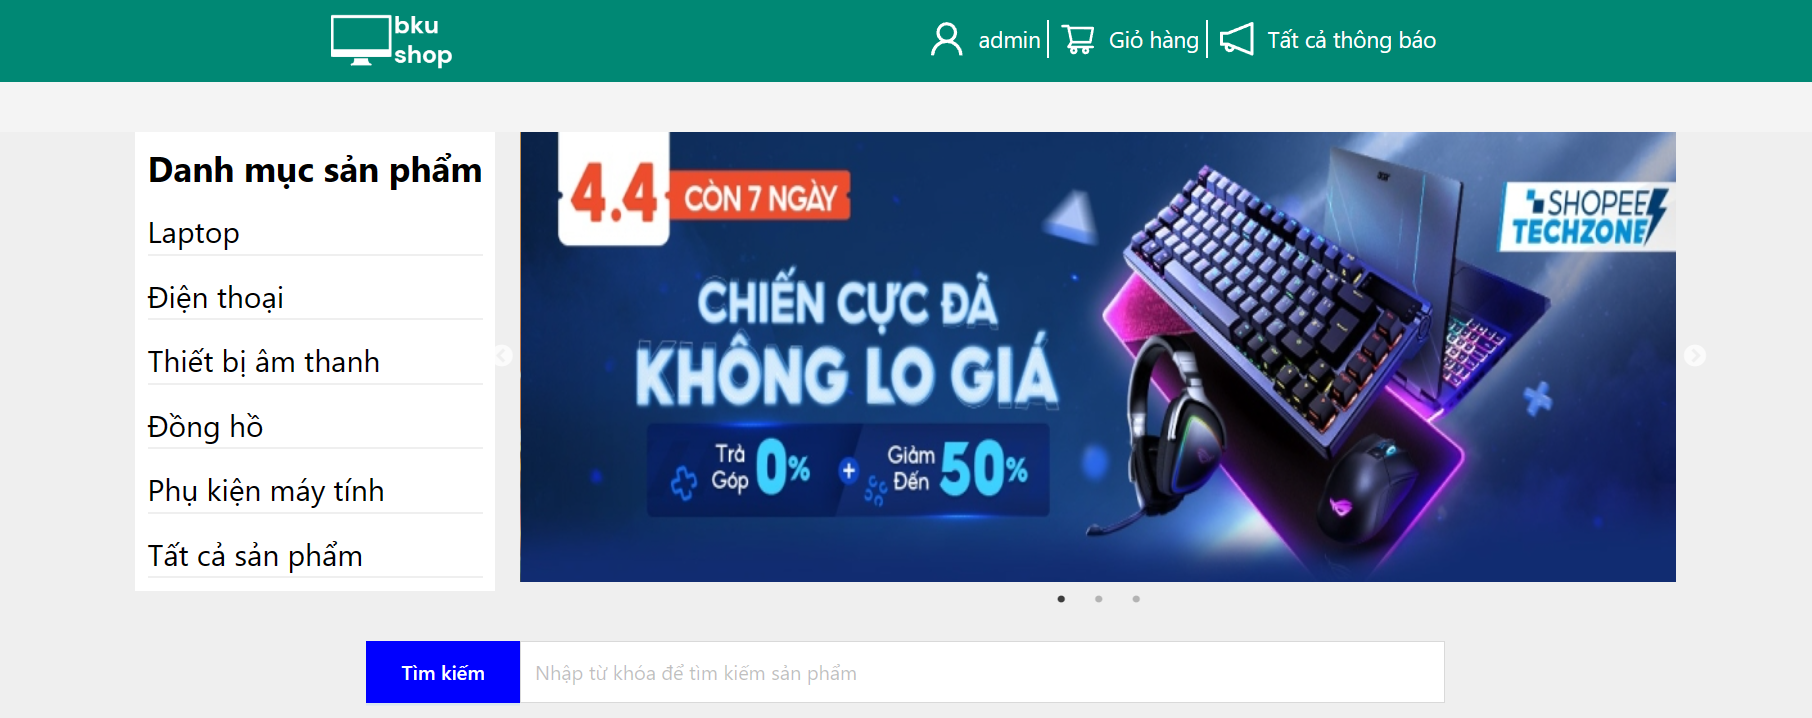 bku
shop
admin
Giỏ hàng
Tất cả thông báo
Danh mục sản phẩm
Laptop
Điện thoại
Thiết bị âm thanh
Đồng hồ
Phụ kiện máy tính
Tất cả sản phẩm
4.4
CÒN 7 NGÀY
SHOPEE
TECHZONE
CHIẾN CỰC ĐÃ
KHÔNG LO GIÁ
Trả
Góp
0%
+
Giảm
Đến
50%
Tìm kiếm
Nhập từ khóa để tìm kiếm sản phẩm